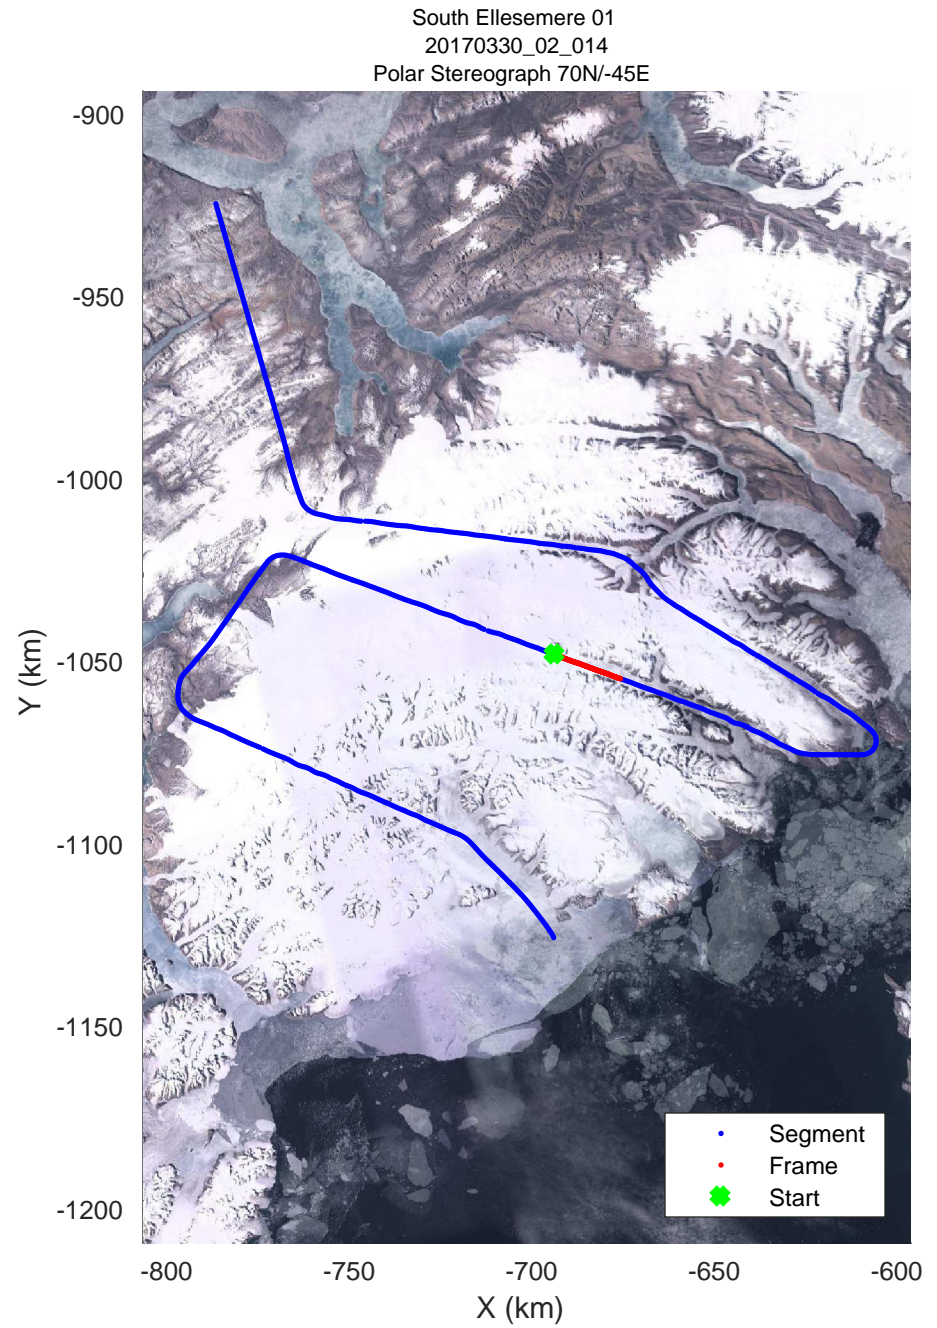 South Ellesemere 01
20170330_02_014
Polar Stereograph 70N/-45E
-900
-950
-1000
-1050
-1100
-1150
-1200
Y (km)
Segment
Frame
Start
-800
-750
-700
-650
-600
X (km)